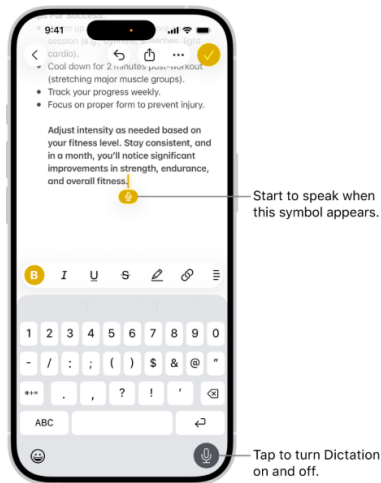 9:41
cardio).
• Cool down for 2 minutes post-workout
(stretching major muscle groups).
• Track your progress weekly.
• Focus on proper form to prevent injury.
Adjust intensity as needed based on
your fitness level. Stay consistent, and
in a month, you'll notice significant
improvements in strength, endurance,
and overall fitness.
Start to speak when
this symbol appears.
B I U S
1 2 3 4 5 6 7 8 9 0
- / : ; ( ) $ & @ "
#+= . , ? ! '
ABC
Tap to turn Dictation
on and off.